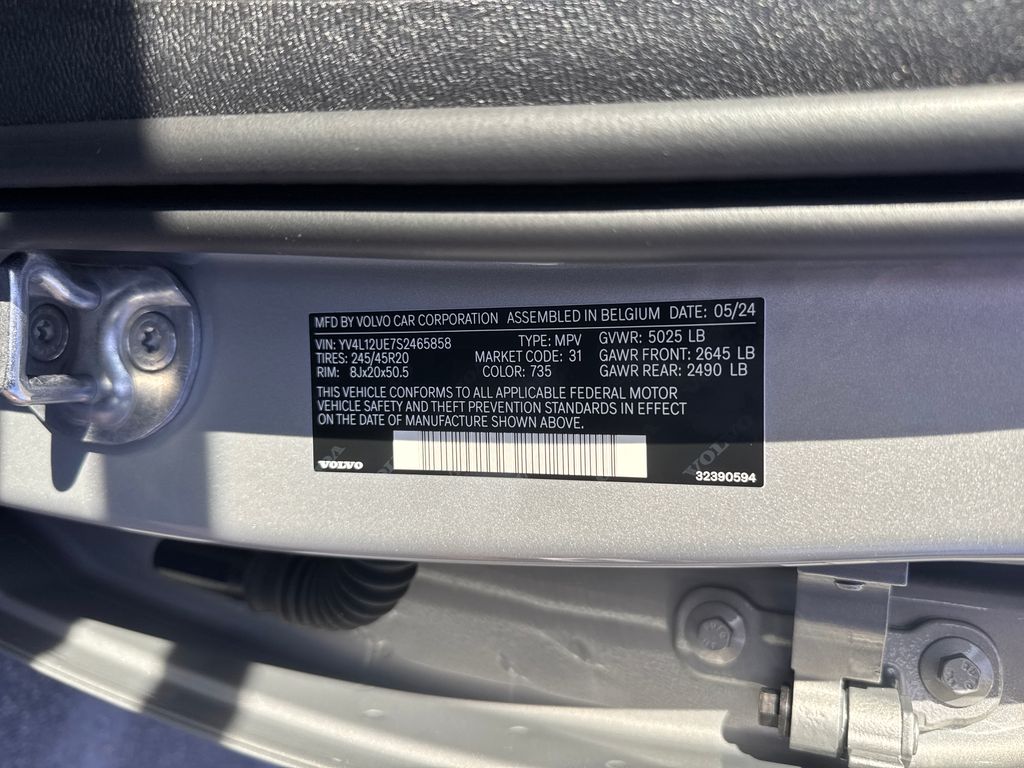 MFD BY VOLVO CAR CORPORATION ASSEMBLED IN BELGIUM DATE: 05/24
VIN: YV4L12UE7S2465858 TYPE: MPV GVWR: 5025 LB
TIRES: 245/45R20 MARKET CODE: 31 GAWR FRONT: 2645 LB
RIM: 8Jx20x50.5 COLOR: 735 GAWR REAR: 2490 LB
THIS VEHICLE CONFORMS TO ALL APPLICABLE FEDERAL MOTOR
VEHICLE SAFETY AND THEFT PREVENTION STANDARDS IN EFFECT
ON THE DATE OF MANUFACTURE SHOWN ABOVE.
VOLVO
32390594